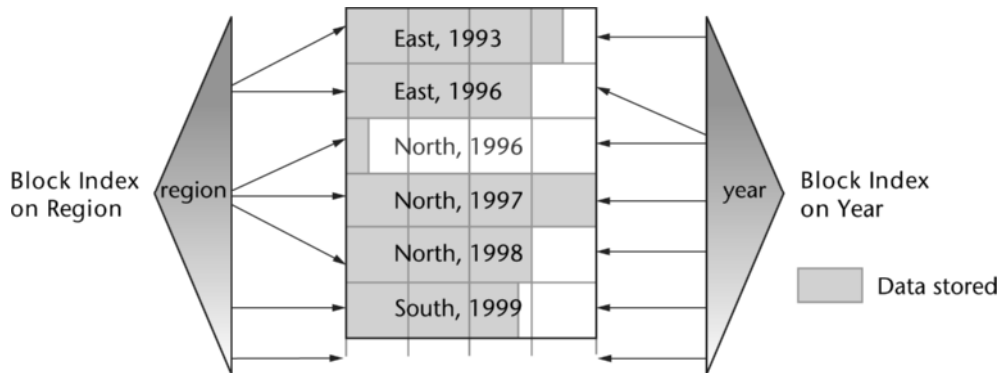 East, 1993
East, 1996
North, 1996
North, 1997
North, 1998
South, 1999
Block Index
on Region
region
year
Block Index
on Year
Data stored